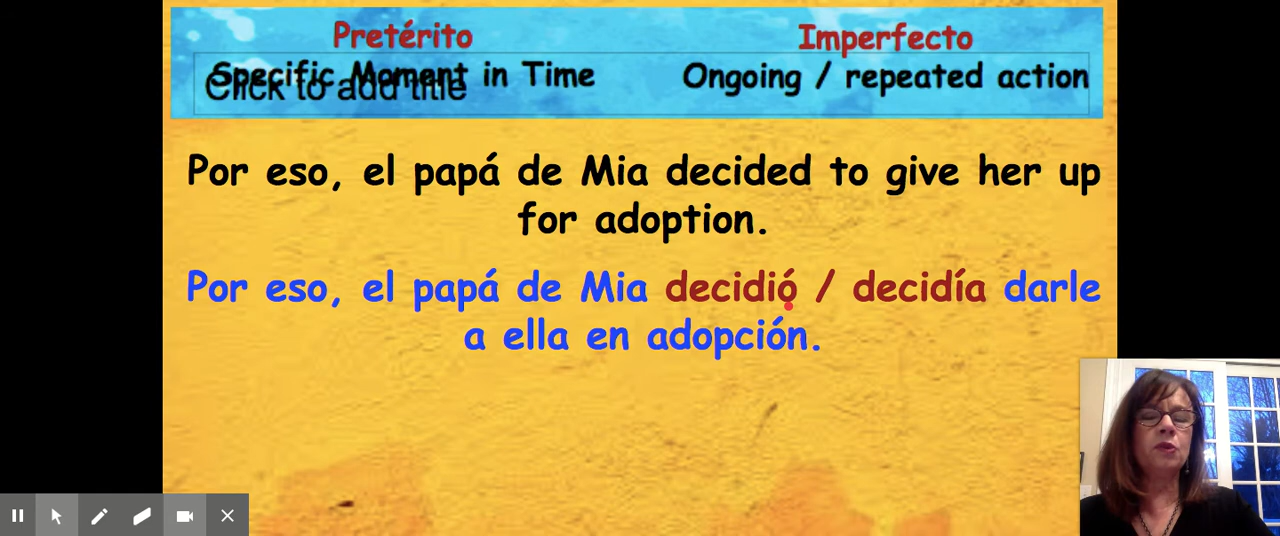 Pretérito
Imperfecto
Specific Moment in Time
Click to add title
Ongoing / repeated action
Por eso, el papá de Mia decided to give her up
for adoption.
Por eso, el papá de Mia decidió / decidía darle
a ella en adopción.